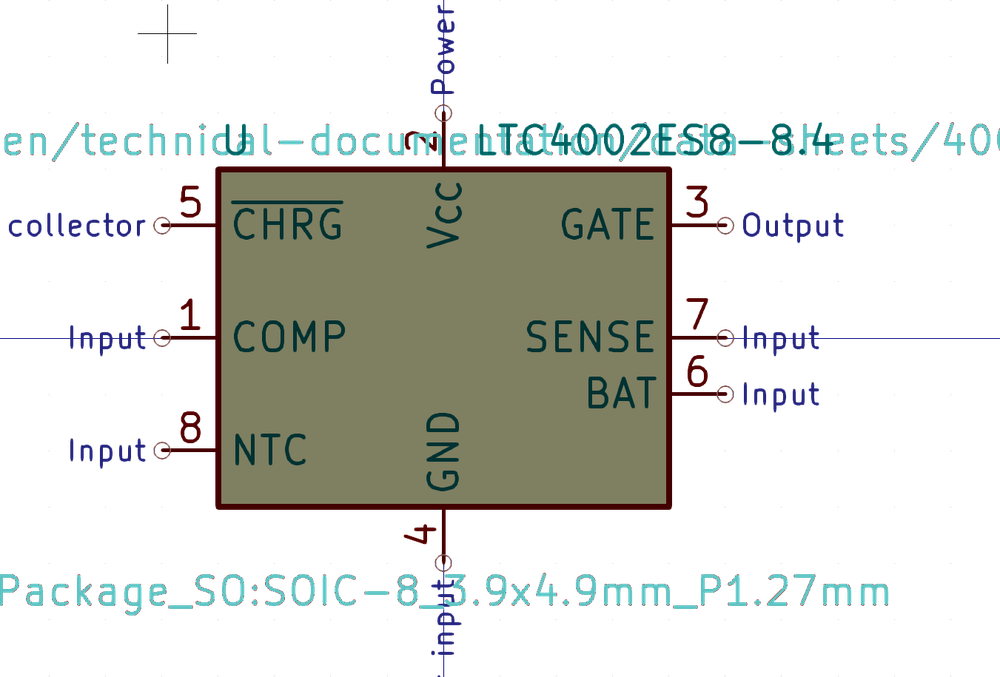 Power
en/technical-documentation/data-sheets/400
U
LTC4002ES8-8.4
2
5
CHRG
VCC
GATE
3
collector
Output
1
COMP
SENSE
7
Input
Input
BAT
6
Input
8
NTC
GND
Input
4
Package_SO:SOIC-8_3.9x4.9mm_P1.27mm
input